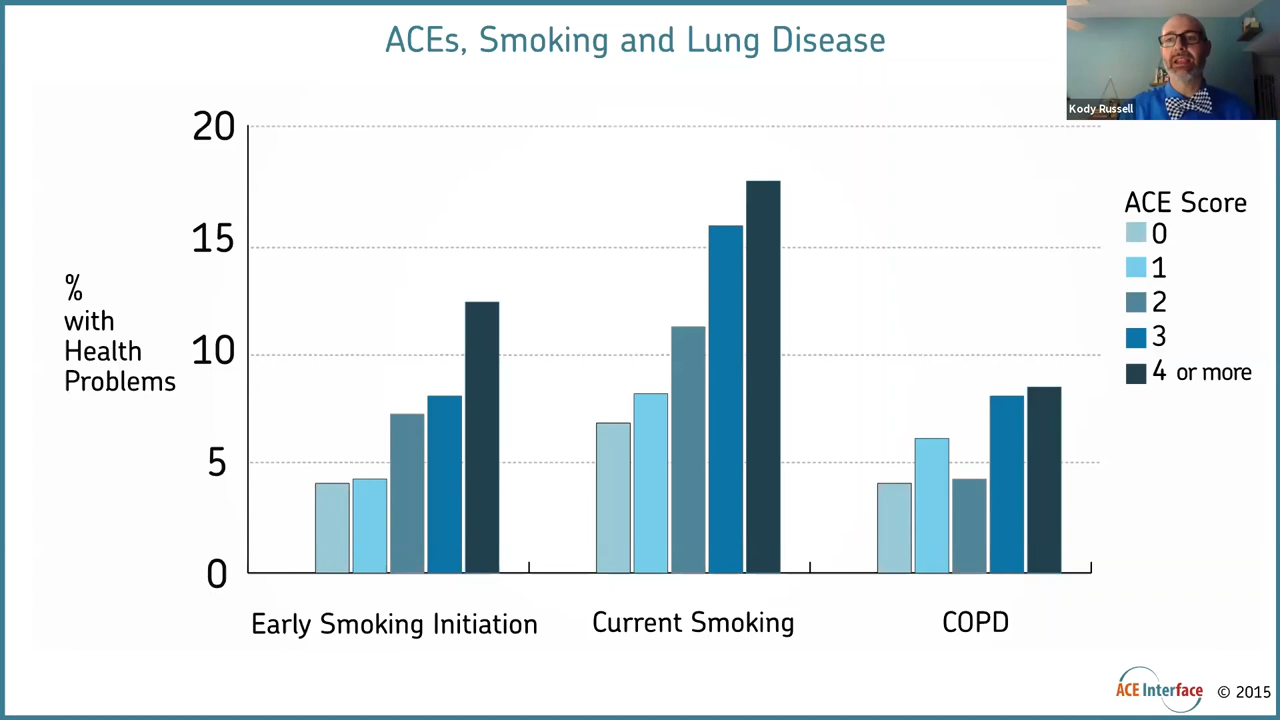 ACEs, Smoking and Lung Disease
Kody Russell
20
15
10
5
0
%
with
Health
Problems
ACE Score
0
1
2
3
4 or more
Early Smoking Initiation
Current Smoking
COPD
ACE Interface © 2015